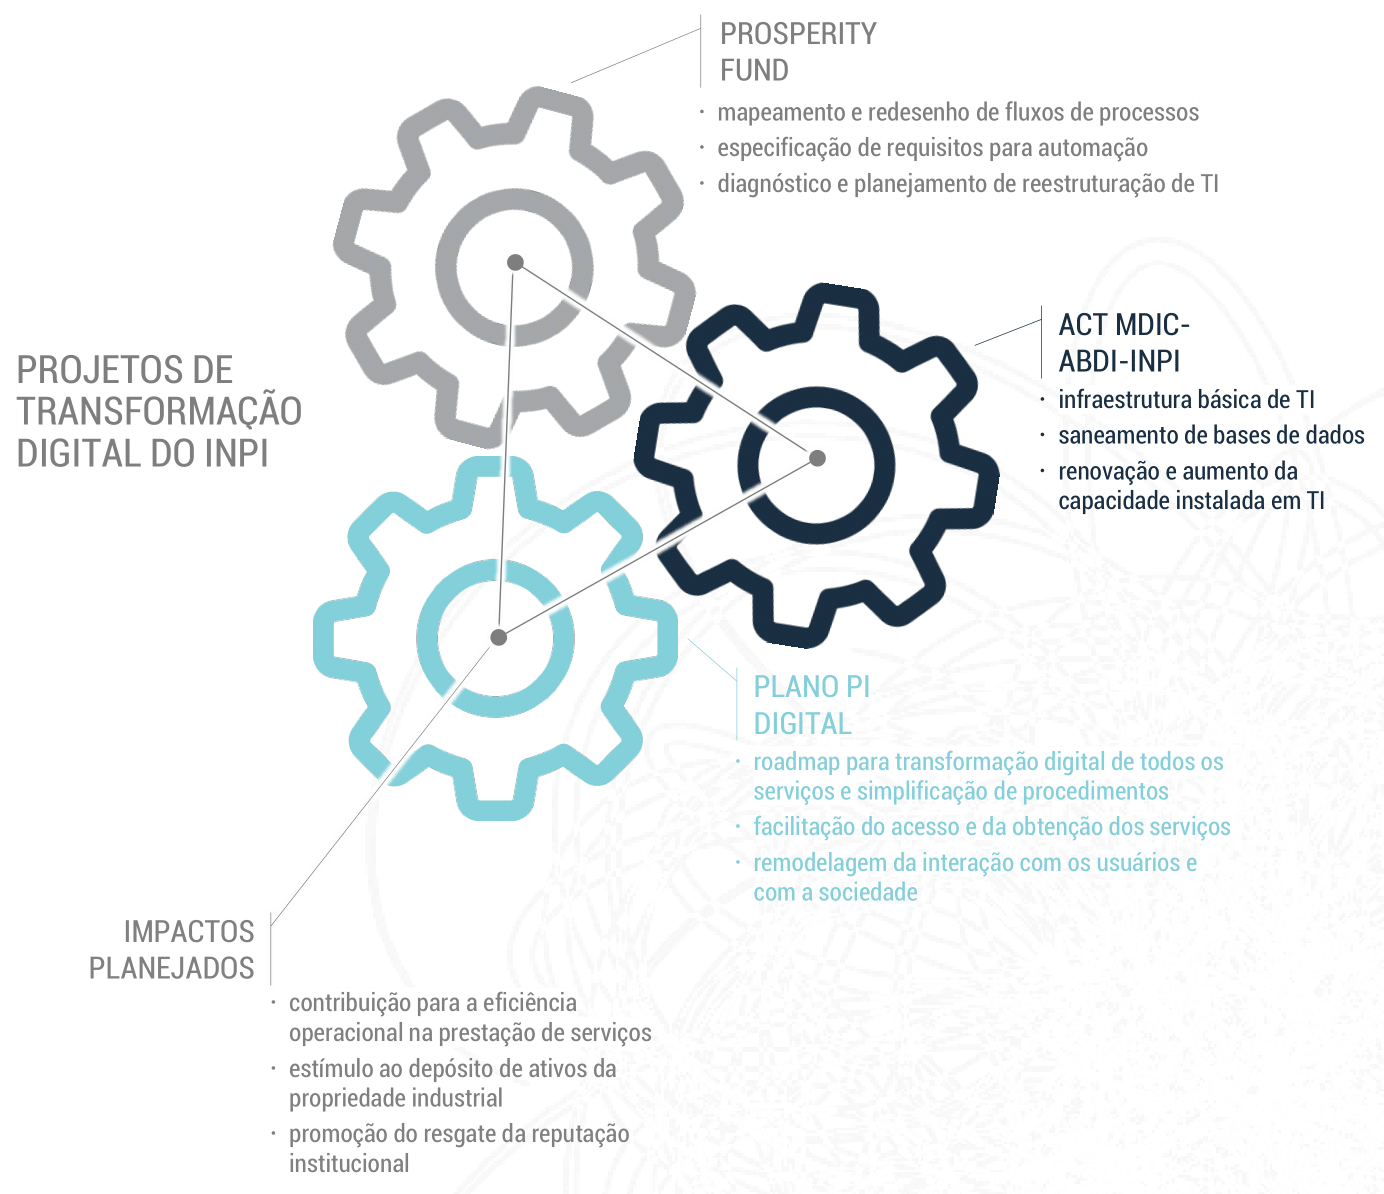 PROSPERITY
FUND
· mapeamento e redesenho de fluxos de processos
· especificação de requisitos para automação
· diagnóstico e planejamento de reestruturação de TI
ACT MDIC-
ABDI-INPI
· infraestrutura básica de TI
· saneamento de bases de dados
· renovação e aumento da
capacidade instalada em TI
PROJETOS DE
TRANSFORMAÇÃO
DIGITAL DO INPI
PLANO PI
DIGITAL
· roadmap para transformação digital de todos os
serviços e simplificação de procedimentos
· facilitação do acesso e da obtenção dos serviços
· remodelagem da interação com os usuários e
com a sociedade
IMPACTOS
PLANEJADOS
· contribuição para a eficiência
operacional na prestação de serviços
· estímulo ao depósito de ativos da
propriedade industrial
· promoção do resgate da reputação
institucional